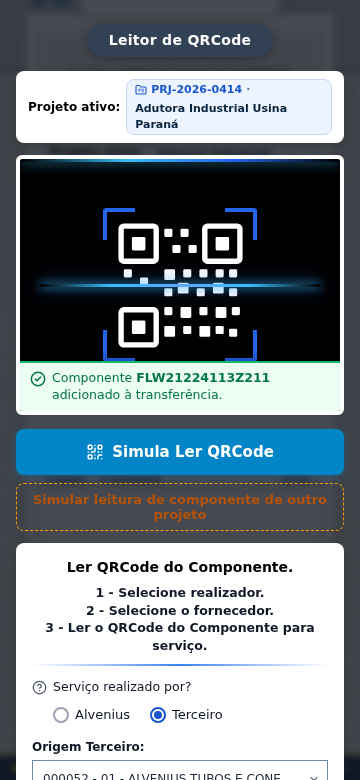 Leitor de QRCode
Projeto ativo:
PRJ-2026-0414 ·
Adutora Industrial Usina
Paraná
Componente FLW21224113Z211
adicionado à transferência.
Simula Ler QRCode
Simular leitura de componente de outro
projeto
Ler QRCode do Componente.
1 - Selecione realizador.
2 - Selecione o fornecedor.
3 - Ler o QRCode do Componente para
serviço.
Serviço realizado por?
Alvenius
Terceiro
Origem Terceiro:
000052 - 01 - ALVENIUS TUBOS E CONE